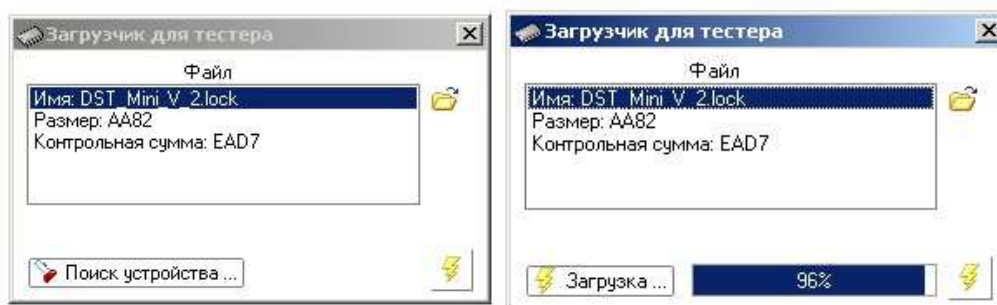 Загрузчик для тестера
Файл
Имя: DST_Mini_V_2.lock
Размер: AA82
Контрольная сумма: EAD7
Поиск устройства ...
Загрузчик для тестера
Файл
Имя: DST_Mini_V_2.lock
Размер: AA82
Контрольная сумма: EAD7
Загрузка ...
96%